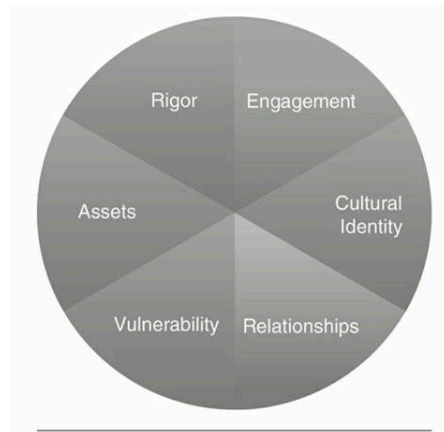 Rigor
Engagement
Assets
Cultural
Identity
Vulnerability
Relationships